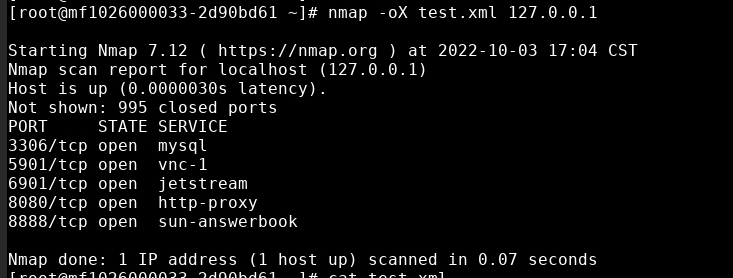 [root@mf1026000033-2d90bd61 ~]# nmap -oX test.xml 127.0.0.1
Starting Nmap 7.12 ( https://nmap.org ) at 2022-10-03 17:04 CST
Nmap scan report for localhost (127.0.0.1)
Host is up (0.0000030s latency).
Not shown: 995 closed ports
PORT     STATE SERVICE
3306/tcp open  mysql
5901/tcp open  vnc-1
6901/tcp open  jetstream
8080/tcp open  http-proxy
8888/tcp open  sun-answerbook
Nmap done: 1 IP address (1 host up) scanned in 0.07 seconds
[root@mf1026000033-2d90bd61 ~]# cat test.xml